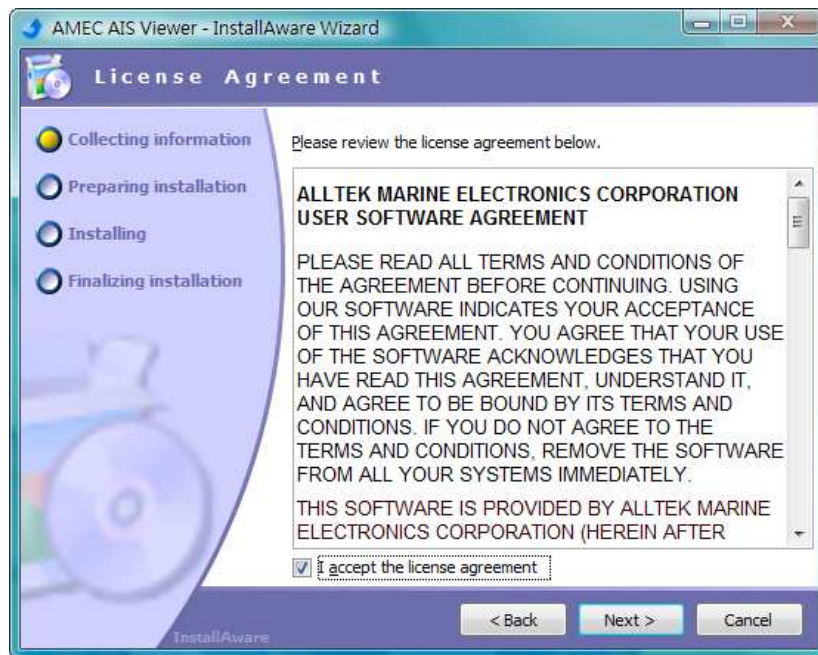 AMEC AIS Viewer - InstallAware Wizard
License Agreement
Collecting information
Preparing installation
Installing
Finalizing installation
Please review the license agreement below.
ALLTEK MARINE ELECTRONICS CORPORATION
USER SOFTWARE AGREEMENT
PLEASE READ ALL TERMS AND CONDITIONS OF
THE AGREEMENT BEFORE CONTINUING. USING
OUR SOFTWARE INDICATES YOUR ACCEPTANCE
OF THIS AGREEMENT. YOU AGREE THAT YOUR USE
OF THE SOFTWARE ACKNOWLEDGES THAT YOU
HAVE READ THIS AGREEMENT, UNDERSTAND IT,
AND AGREE TO BE BOUND BY ITS TERMS AND
CONDITIONS. IF YOU DO NOT AGREE TO THE
TERMS AND CONDITIONS, REMOVE THE SOFTWARE
FROM ALL YOUR SYSTEMS IMMEDIATELY.
THIS SOFTWARE IS PROVIDED BY ALLTEK MARINE
ELECTRONICS CORPORATION (HEREIN AFTER
I accept the license agreement
InstallAware
< Back
Next >
Cancel